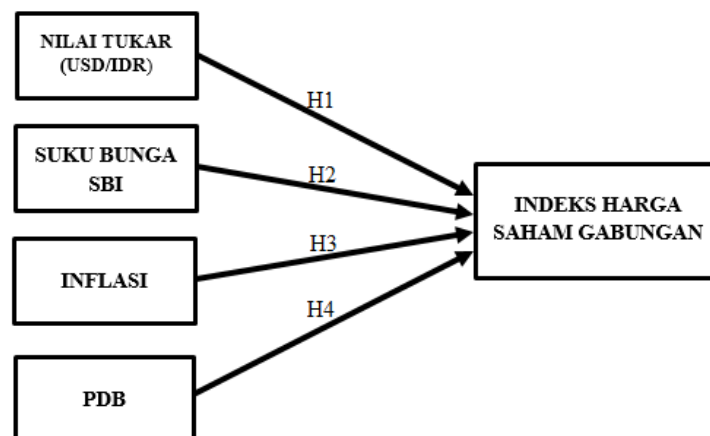 NILAI TUKAR
(USD/IDR)
H1
SUKU BUNGA
SBI
H2
INDEKS HARGA
SAHAM GABUNGAN
H3
INFLASI
H4
PDB